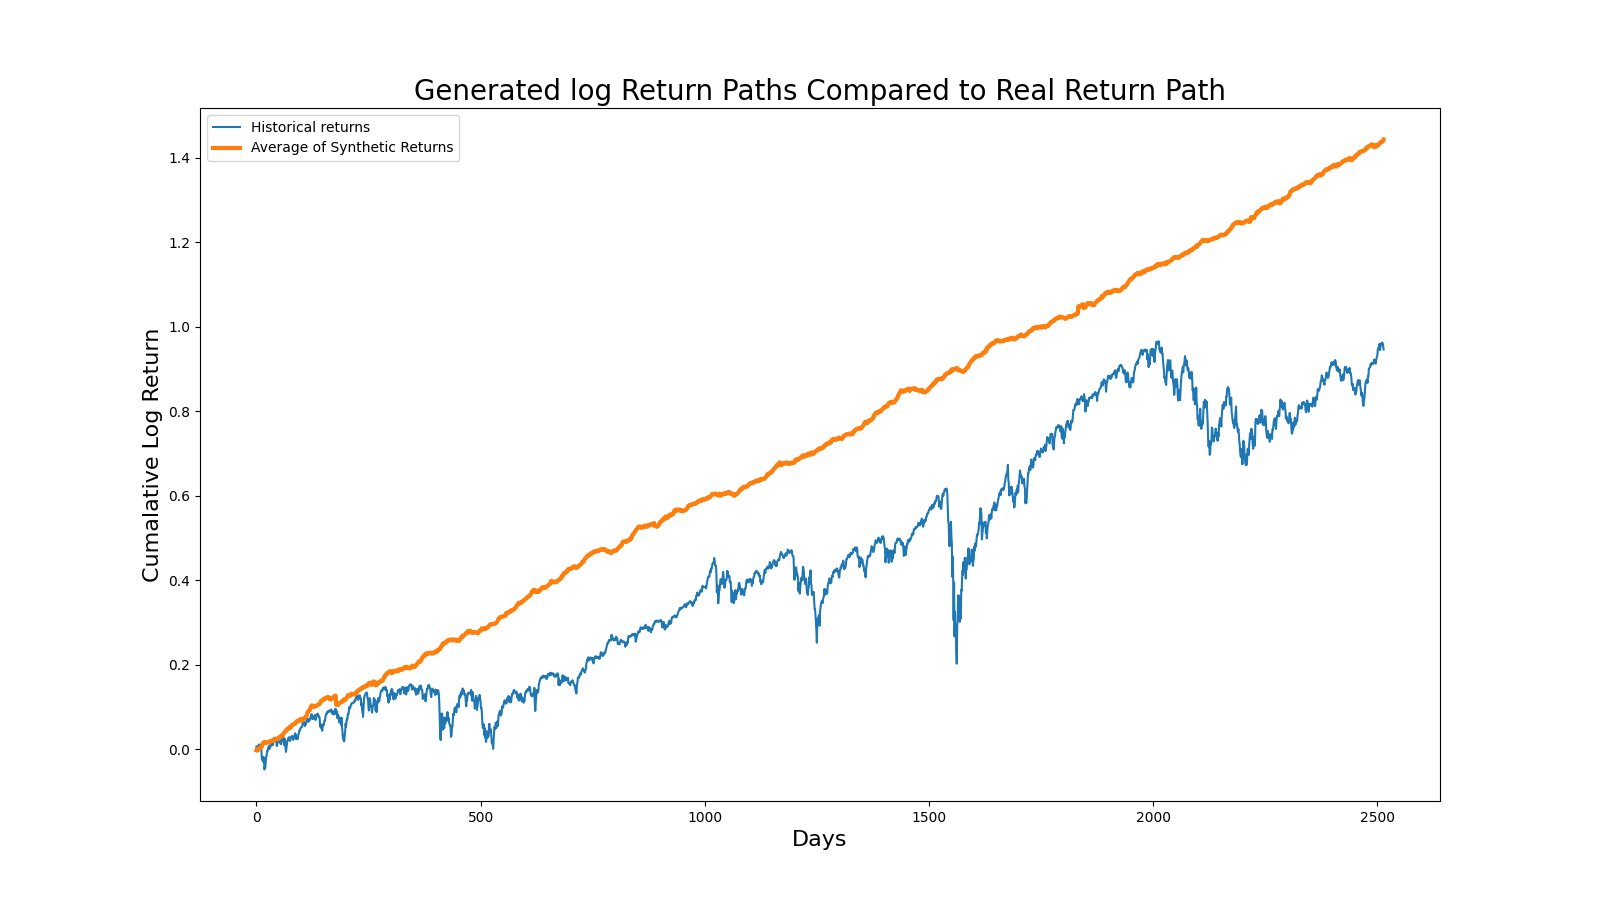 Generated log Return Paths Compared to Real Return Path
Historical returns
Average of Synthetic Returns
Cumalative Log Return
1.4
1.2
1.0
0.8
0.6
0.4
0.2
0.0
0
500
1000
1500
2000
2500
Days